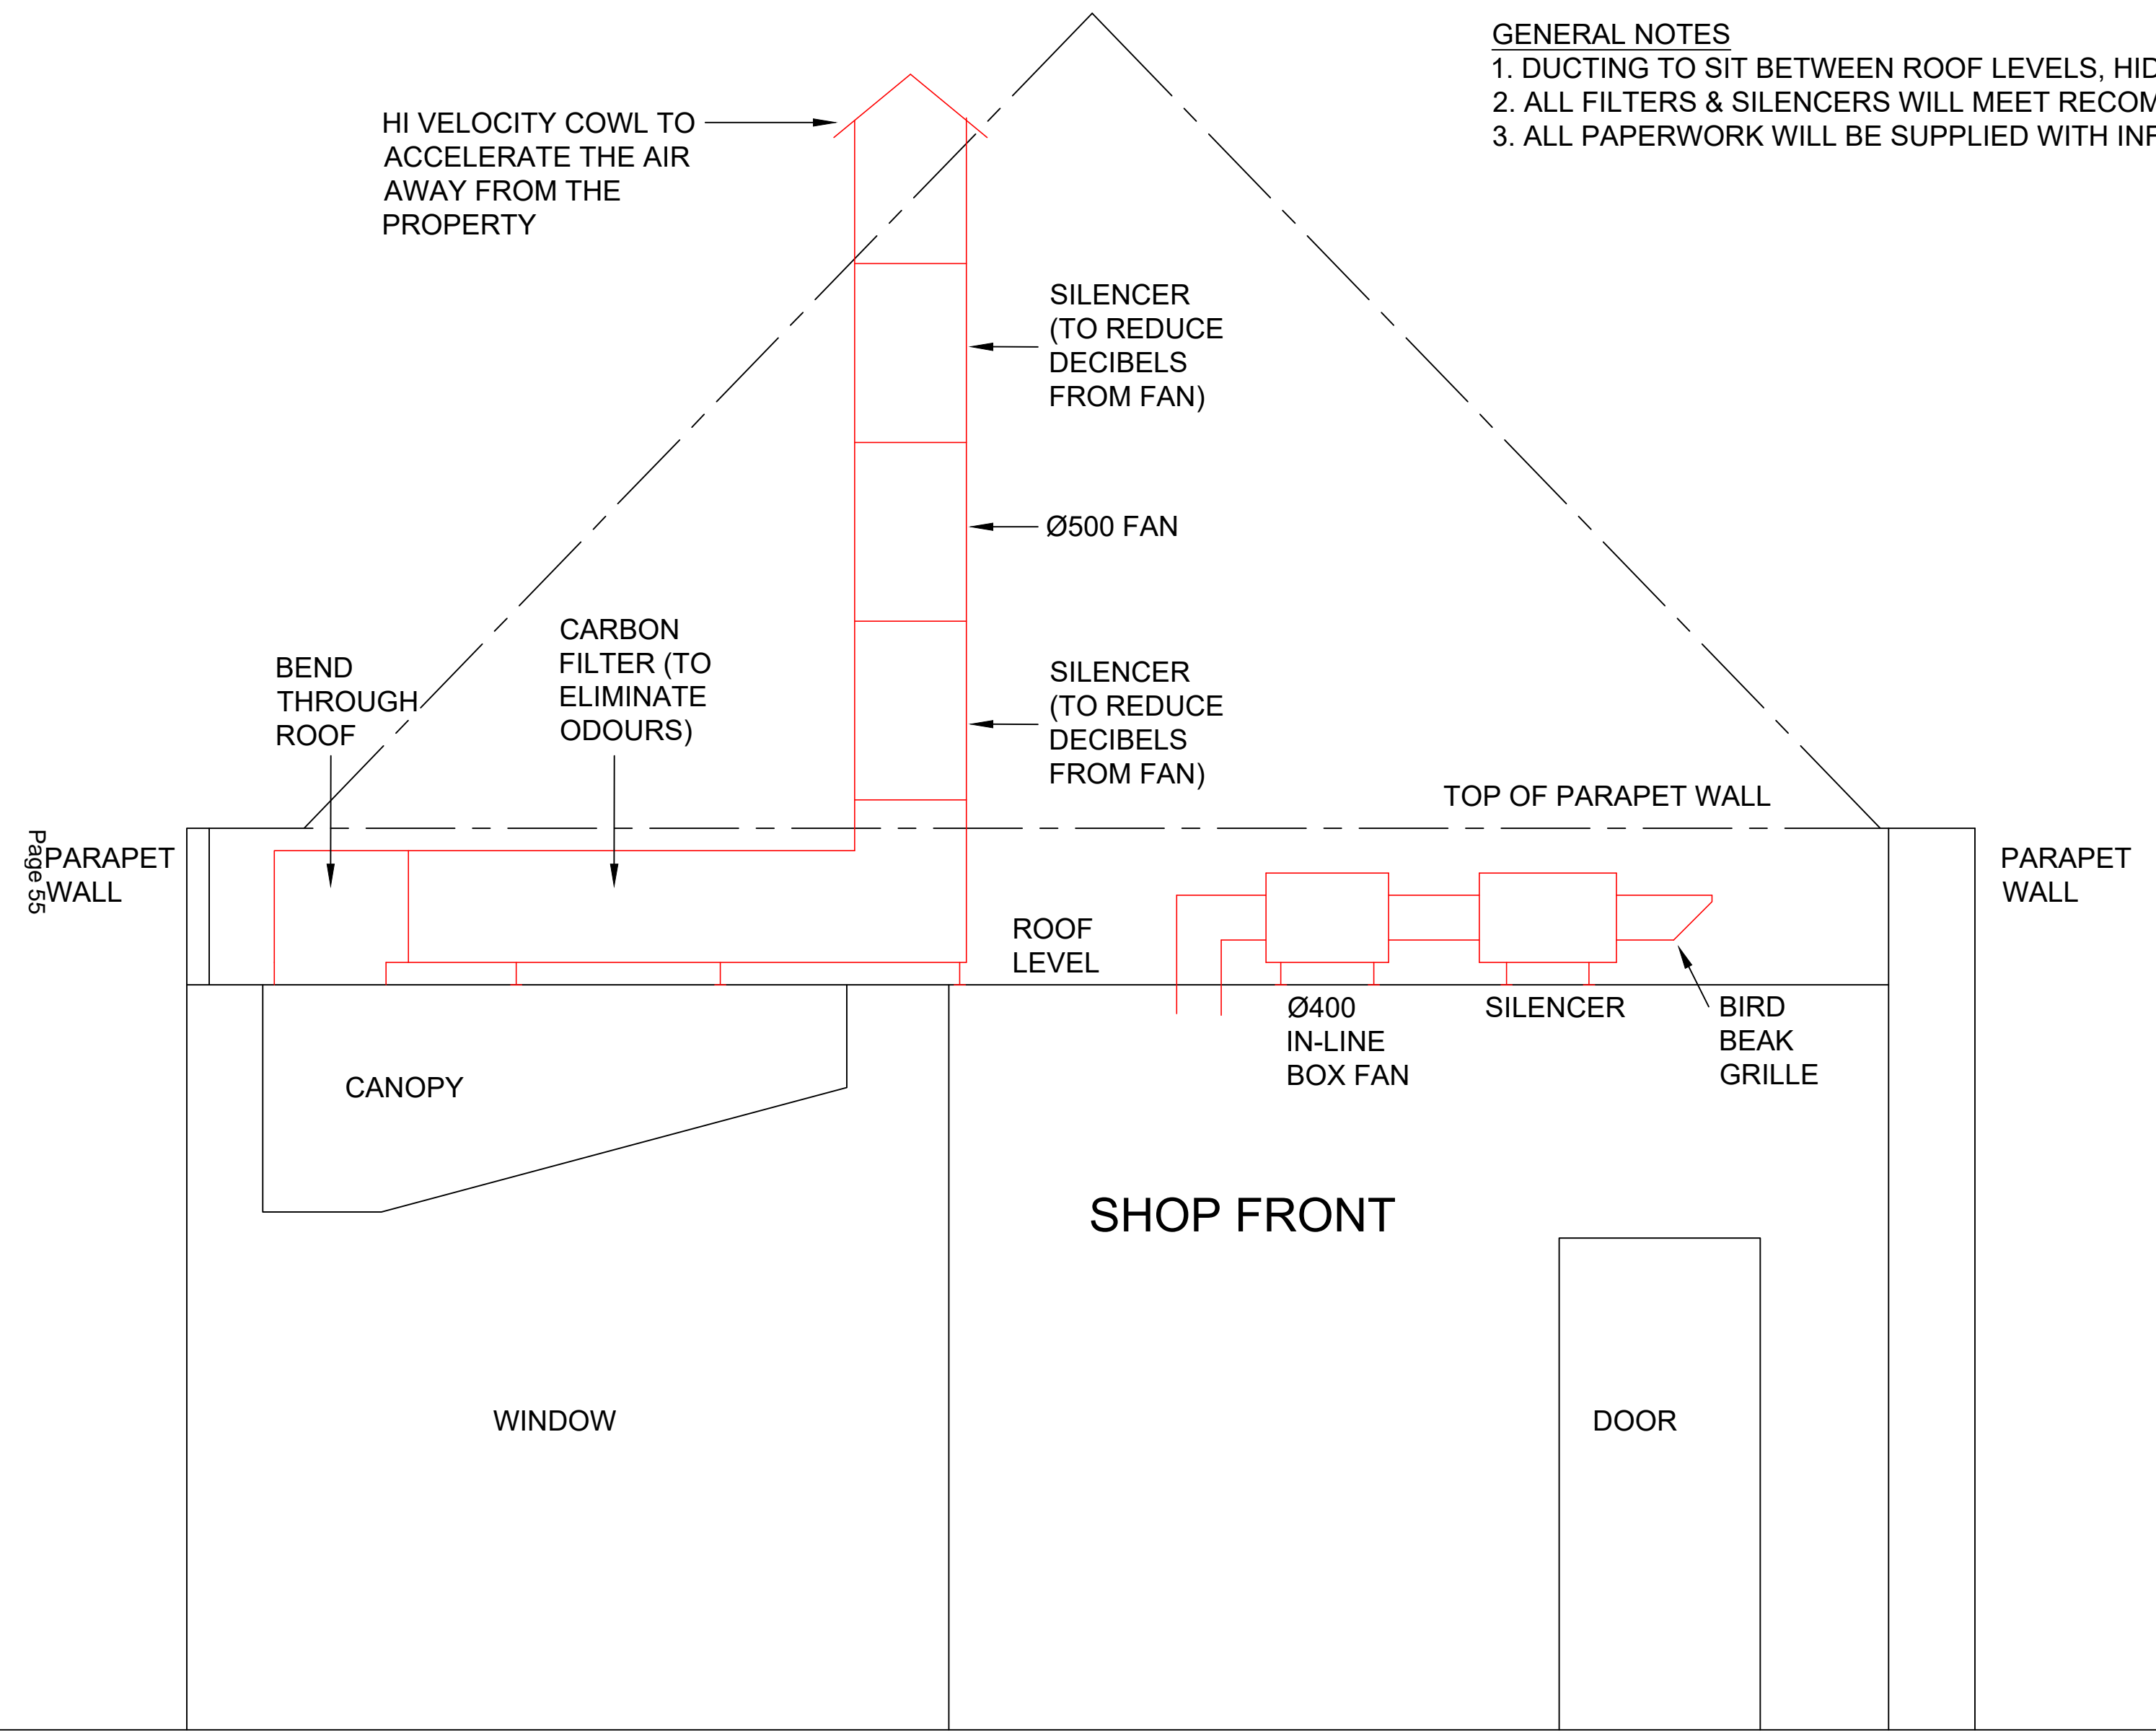 GENERAL NOTES
1. DUCTING TO SIT BETWEEN ROOF LEVELS,
2. ALL FILTERS & SILENCERS WILL MEET
3. ALL PAPERWORK WILL BE SUPPLIED WITH
HI VELOCITY COWL TO
ACCELERATE THE AIR
AWAY FROM THE
PROPERTY
SILENCER
(TO REDUCE
DECIBELS
FROM FAN)
Ø500 FAN
CARBON
FILTER (TO
ELIMINATE
ODOURS)
BEND
THROUGH
ROOF
SILENCER
(TO REDUCE
DECIBELS
FROM FAN)
TOP OF PARAPET WALL
Page 55
PARAPET
WALL
PARAPET
WALL
ROOF
LEVEL
Ø400
IN-LINE
BOX FAN
SILENCER
BIRD
BEAK
GRILLE
CANOPY
SHOP FRONT
WINDOW
DOOR